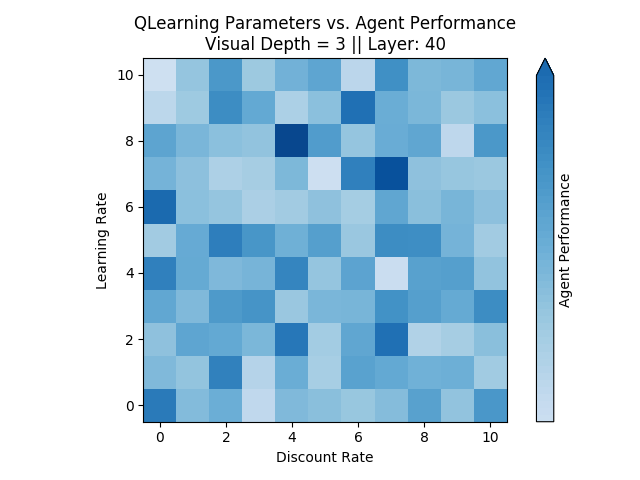 QLearning Parameters vs. Agent Performance
Visual Depth = 3 || Layer: 40
10
8
6
4
2
0
Learning Rate
0 2 4 6 8 10
Discount Rate
Agent Performance